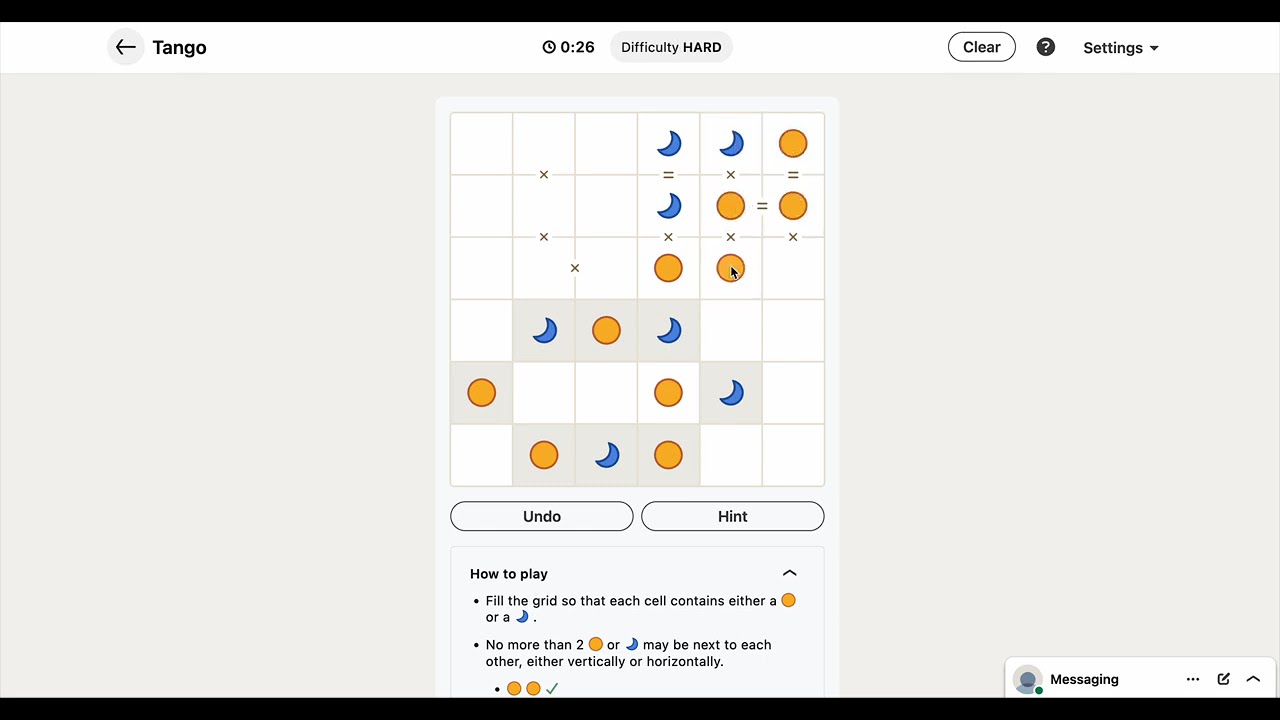 Tango
0:26
Difficulty HARD
Clear
?
Settings
× = × =
=
× × × ×
×
Undo
Hint
How to play
• Fill the grid so that each cell contains either a
or a .
• No more than 2 or may be next to each
other, either vertically or horizontally.
Messaging